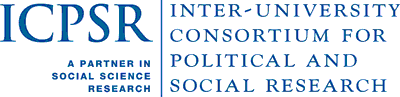 ICPSR
A PARTNER IN
SOCIAL SCIENCE
RESEARCH
INTER-UNIVERSITY
CONSORTIUM FOR
POLITICAL AND
SOCIAL RESEARCH